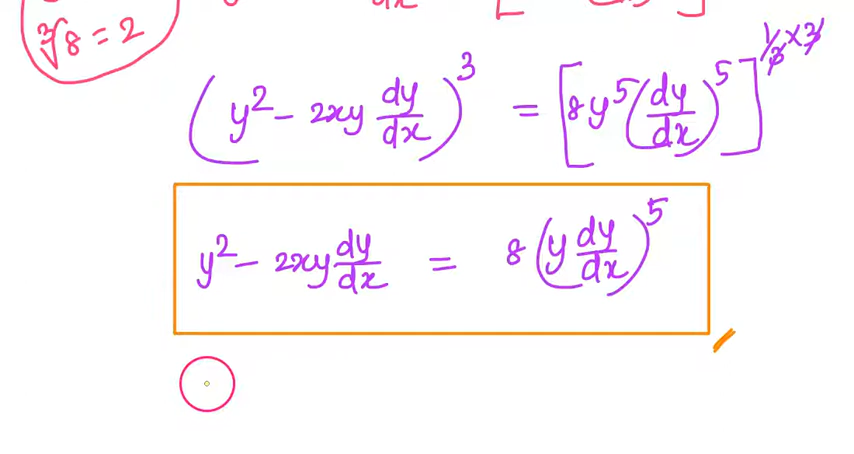 ∛8 = 2
dx
(y² − 2xy dy/dx)³ = [8y⁵ (dy/dx)⁵]^(1/3 × 3)
y² − 2xy dy/dx = 8 (y dy/dx)⁵